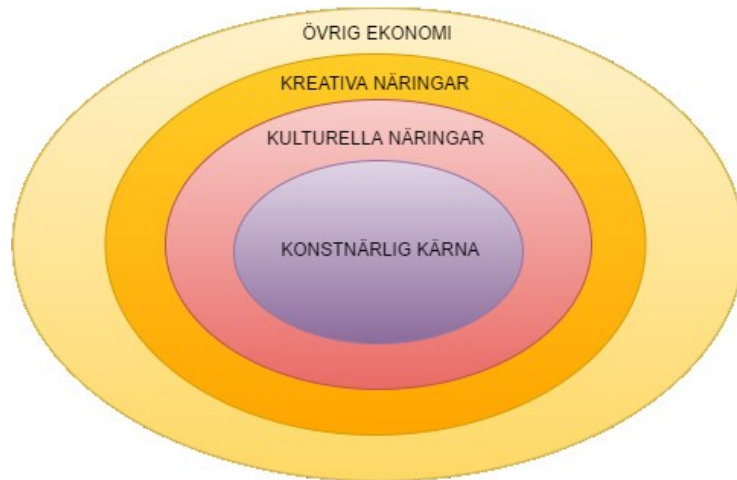 ÖVRIG EKONOMI
KREATIVA NÄRINGAR
KULTURELLA NÄRINGAR
KONSTNÄRLIG KÄRNA